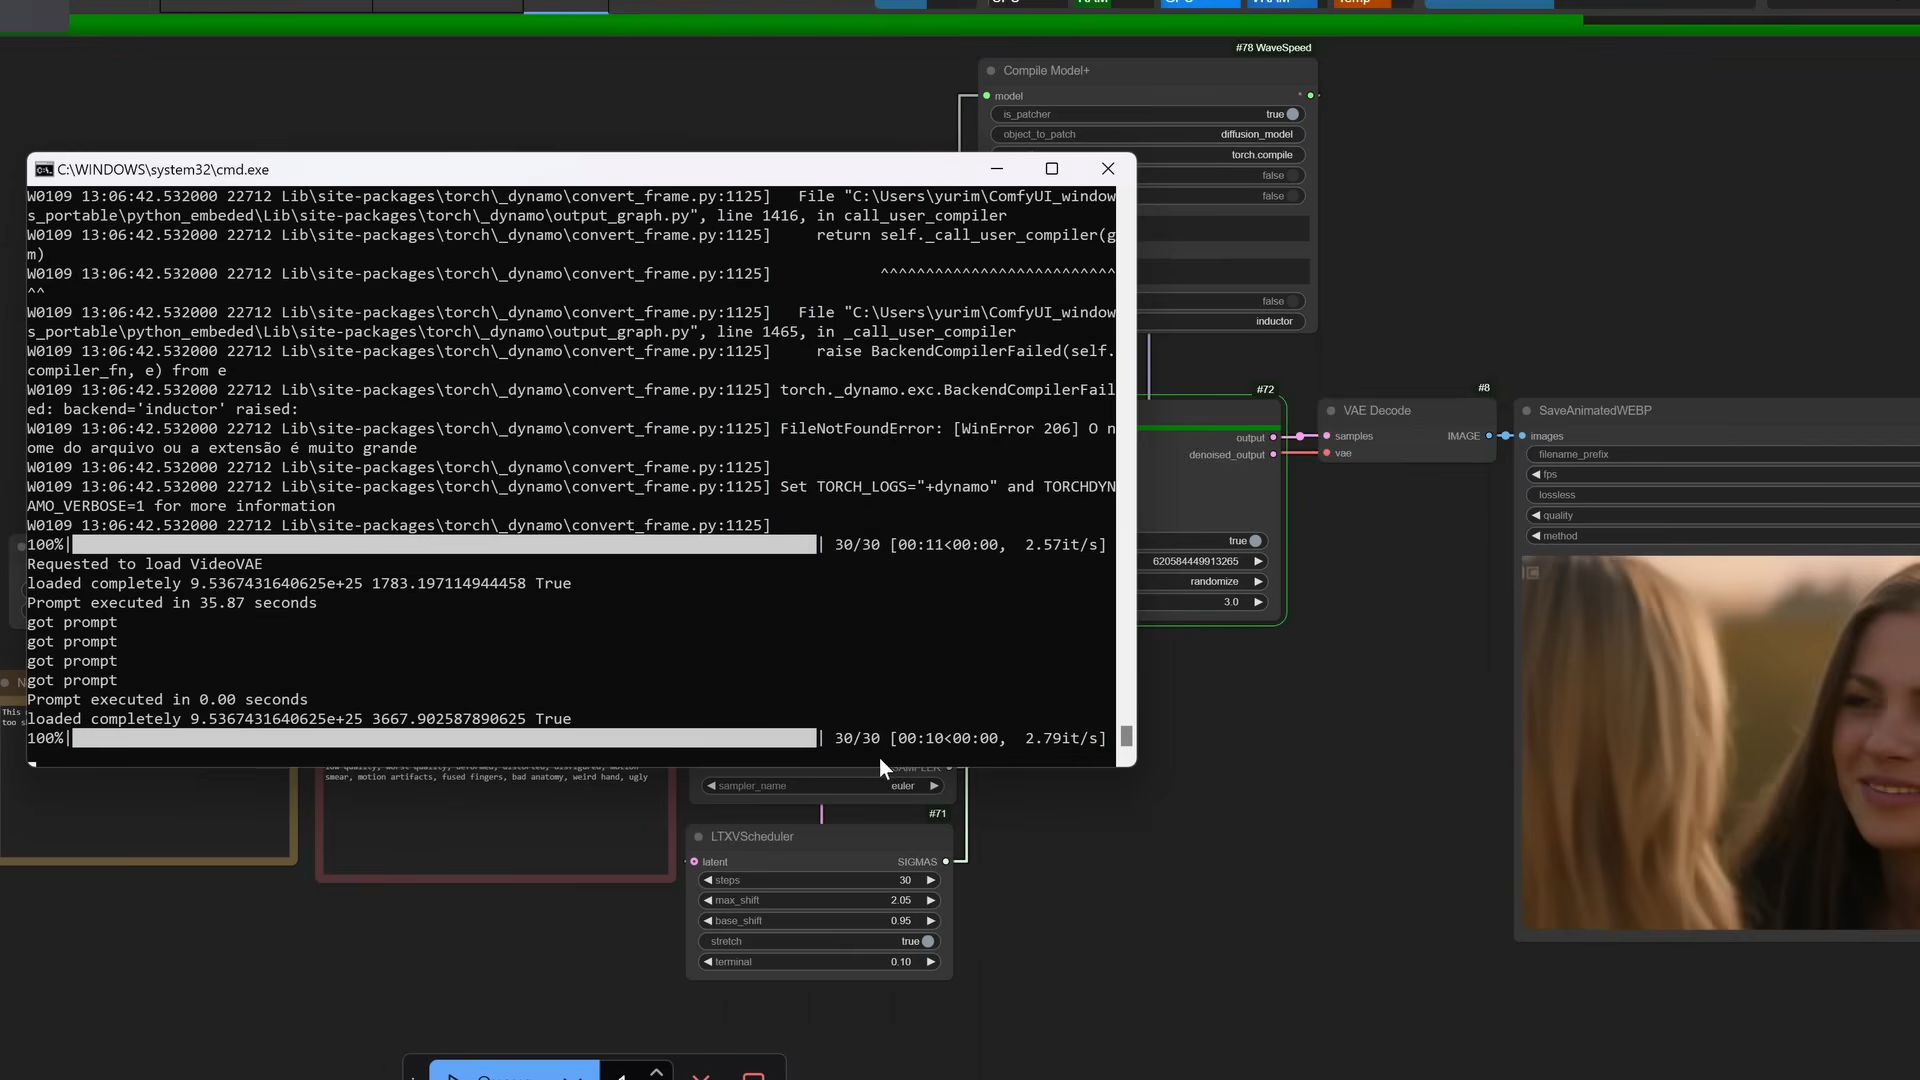 #78 WaveSpeed
Compile Model+
model
is_patcher true
object_to_patch diffusion_model
torch.compile
false
false
false
inductor
C:\WINDOWS\system32\cmd.exe
W0109 13:06:42.532000 22712 Lib\site-packages\torch\_dynamo\convert_frame.py:1125] File "C:\Users\yurim\ComfyUI_window
s_portable\python_embeded\Lib\site-packages\torch\_dynamo\output_graph.py", line 1416, in call_user_compiler
W0109 13:06:42.532000 22712 Lib\site-packages\torch\_dynamo\convert_frame.py:1125] return self._call_user_compiler(g
m)
W0109 13:06:42.532000 22712 Lib\site-packages\torch\_dynamo\convert_frame.py:1125] ^^^^^^^^^^^^^^^^^^^^^^^^^^
^^
W0109 13:06:42.532000 22712 Lib\site-packages\torch\_dynamo\convert_frame.py:1125] File "C:\Users\yurim\ComfyUI_window
s_portable\python_embeded\Lib\site-packages\torch\_dynamo\output_graph.py", line 1465, in _call_user_compiler
W0109 13:06:42.532000 22712 Lib\site-packages\torch\_dynamo\convert_frame.py:1125] raise BackendCompilerFailed(self.
compiler_fn, e) from e
W0109 13:06:42.532000 22712 Lib\site-packages\torch\_dynamo\convert_frame.py:1125] torch._dynamo.exc.BackendCompilerFail
ed: backend='inductor' raised:
W0109 13:06:42.532000 22712 Lib\site-packages\torch\_dynamo\convert_frame.py:1125] FileNotFoundError: [WinError 206] O n
ome do arquivo ou a extensão é muito grande
W0109 13:06:42.532000 22712 Lib\site-packages\torch\_dynamo\convert_frame.py:1125]
W0109 13:06:42.532000 22712 Lib\site-packages\torch\_dynamo\convert_frame.py:1125] Set TORCH_LOGS="+dynamo" and TORCHDYN
AMO_VERBOSE=1 for more information
W0109 13:06:42.532000 22712 Lib\site-packages\torch\_dynamo\convert_frame.py:1125]
100%| | 30/30 [00:11<00:00, 2.57it/s]
Requested to load VideoVAE
loaded completely 9.5367431640625e+25 1783.197114944458 True
Prompt executed in 35.87 seconds
got prompt
got prompt
got prompt
got prompt
Prompt executed in 0.00 seconds
loaded completely 9.5367431640625e+25 3667.902587890625 True
100%| | 30/30 [00:10<00:00, 2.79it/s]
#72
output
denoised_output
true
620584449913265
randomize
3.0
#8
VAE Decode
samples IMAGE
vae
SaveAnimatedWEBP
images
filename_prefix
fps
lossless
quality
method
This
too s
smear, motion artifacts, fused fingers, bad anatomy, weird hand, ugly
sampler_name euler
#71
LTXVScheduler
latent SIGMAS
steps 30
max_shift 2.05
base_shift 0.95
stretch true
terminal 0.10